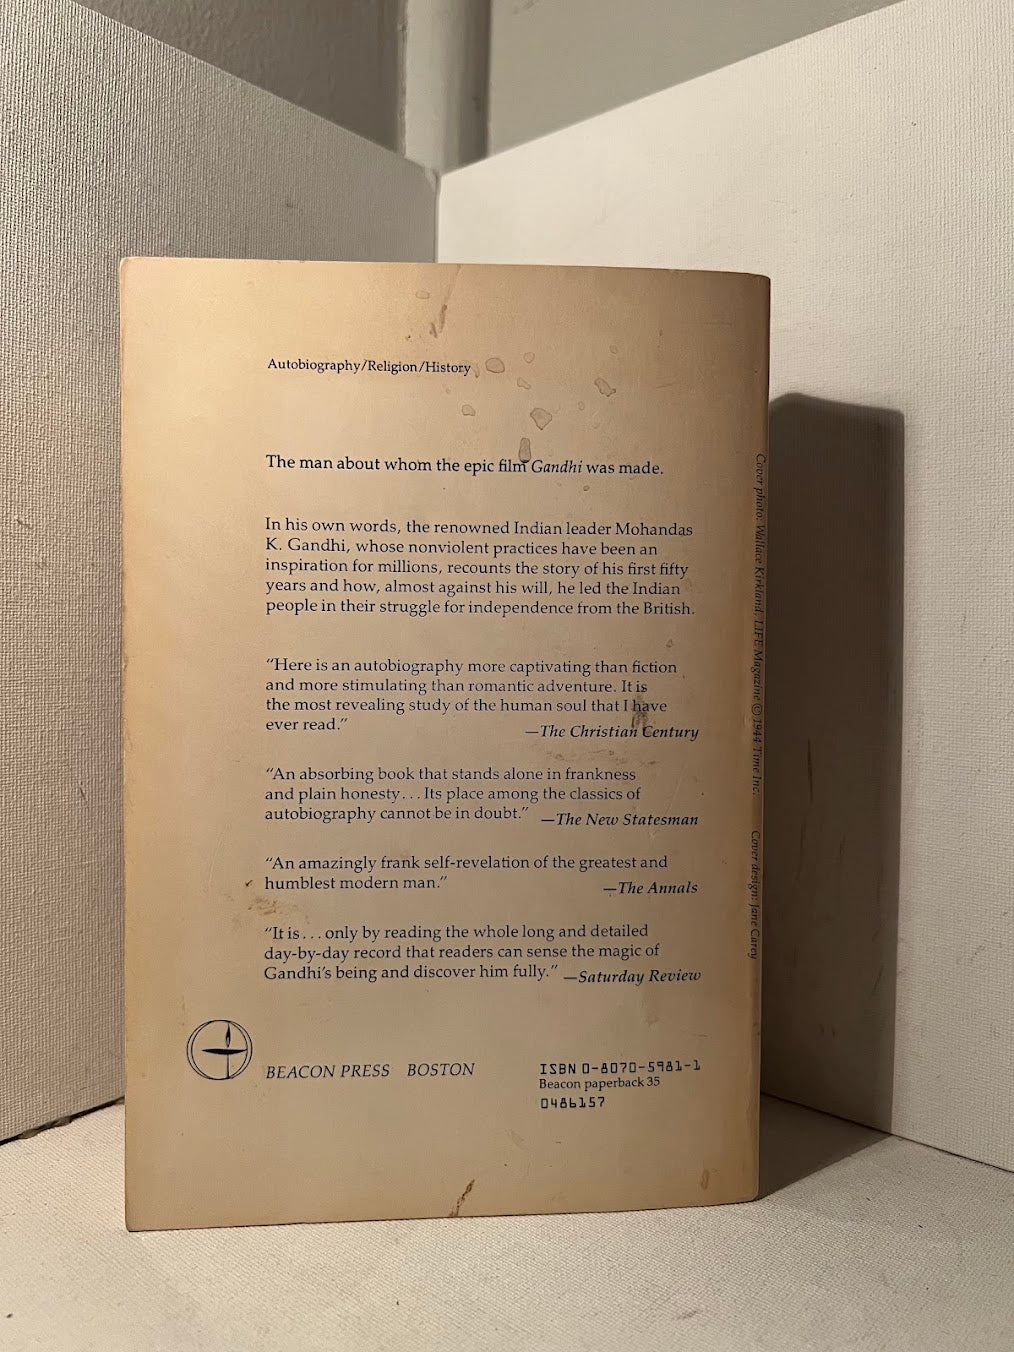 Autobiography/Religion/History
The man about whom the epic film Gandhi was made.
In his own words, the renowned Indian leader Mohandas
K. Gandhi, whose nonviolent practices have been an
inspiration for millions, recounts the story of his first fifty
years and how, almost against his will, he led the Indian
people in their struggle for independence from the British.
“Here is an autobiography more captivating than fiction
and more stimulating than romantic adventure. It is
the most revealing study of the human soul that I have
ever read.”
—The Christian Century
“An absorbing book that stands alone in frankness
and plain honesty...Its place among the classics of
autobiography cannot be in doubt.”
—The New Statesman
“An amazingly frank self-revelation of the greatest and
humblest modern man.”
—The Annals
“It is...only by reading the whole long and detailed
day-by-day record that readers can sense the magic of
Gandhi’s being and discover him fully.”
—Saturday Review
BEACON PRESS BOSTON
ISBN 0-8070-5981-1
Beacon paperback 35
0486157
Cover photo: Wallace Kirkland, LIFE Magazine © 1944 Time Inc.
Cover design: Jane Carey